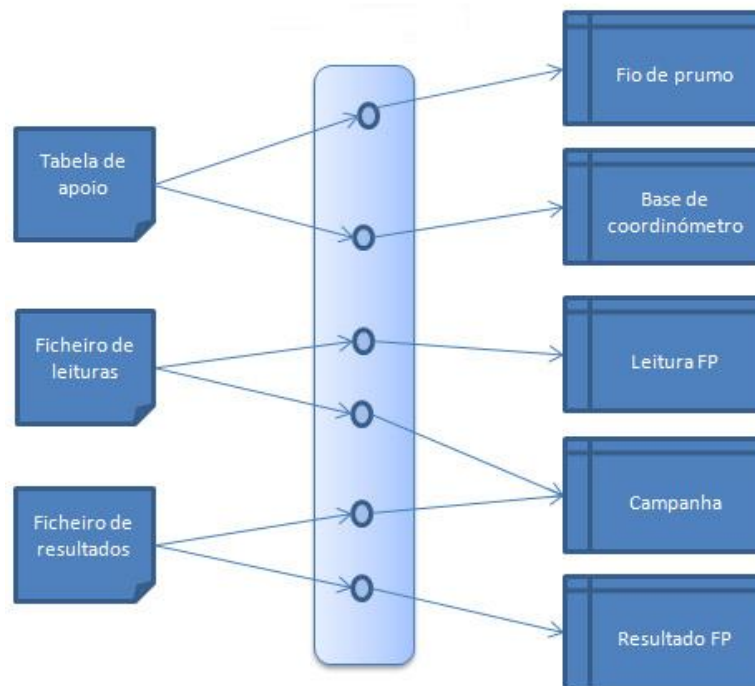 Fio de prumo
Tabela de
apoio
Base de
coordinómetro
Ficheiro de
leituras
Leitura FP
Ficheiro de
resultados
Campanha
Resultado FP